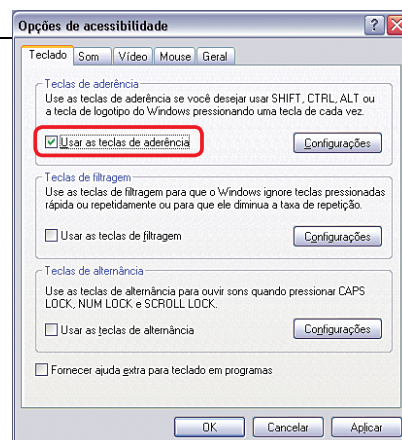 Opções de acessibilidade
Teclado Som Vídeo Mouse Geral
Teclas de aderência
Use as teclas de aderência se você desejar usar SHIFT, CTRL, ALT ou
a tecla de logotipo do Windows pressionando uma tecla de cada vez.
Usar as teclas de aderência Configurações
Teclas de filtragem
Use as teclas de filtragem para que o Windows ignore teclas pressionadas
rápida ou repetidamente ou para que ele diminua a taxa de repetição.
Usar as teclas de filtragem Configurações
Teclas de alternância
Use as teclas de alternância para ouvir sons quando pressionar CAPS
LOCK, NUM LOCK e SCROLL LOCK.
Usar as teclas de alternância Configurações
Fornecer ajuda extra para teclado em programas
OK Cancelar Aplicar